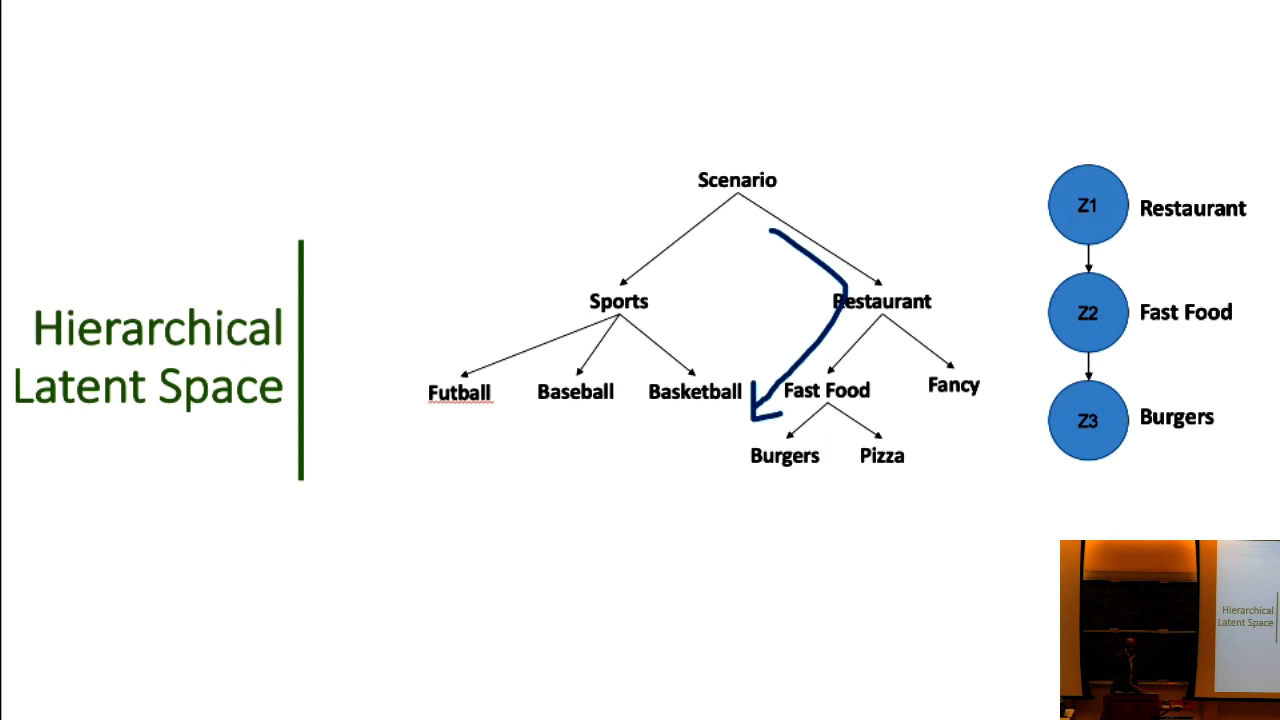 Hierarchical
Latent Space
Scenario
Sports
Restaurant
Futball
Baseball
Basketball
Fast Food
Fancy
Burgers
Pizza
Z1
Restaurant
Z2
Fast Food
Z3
Burgers
Hierarchical
Latent Space